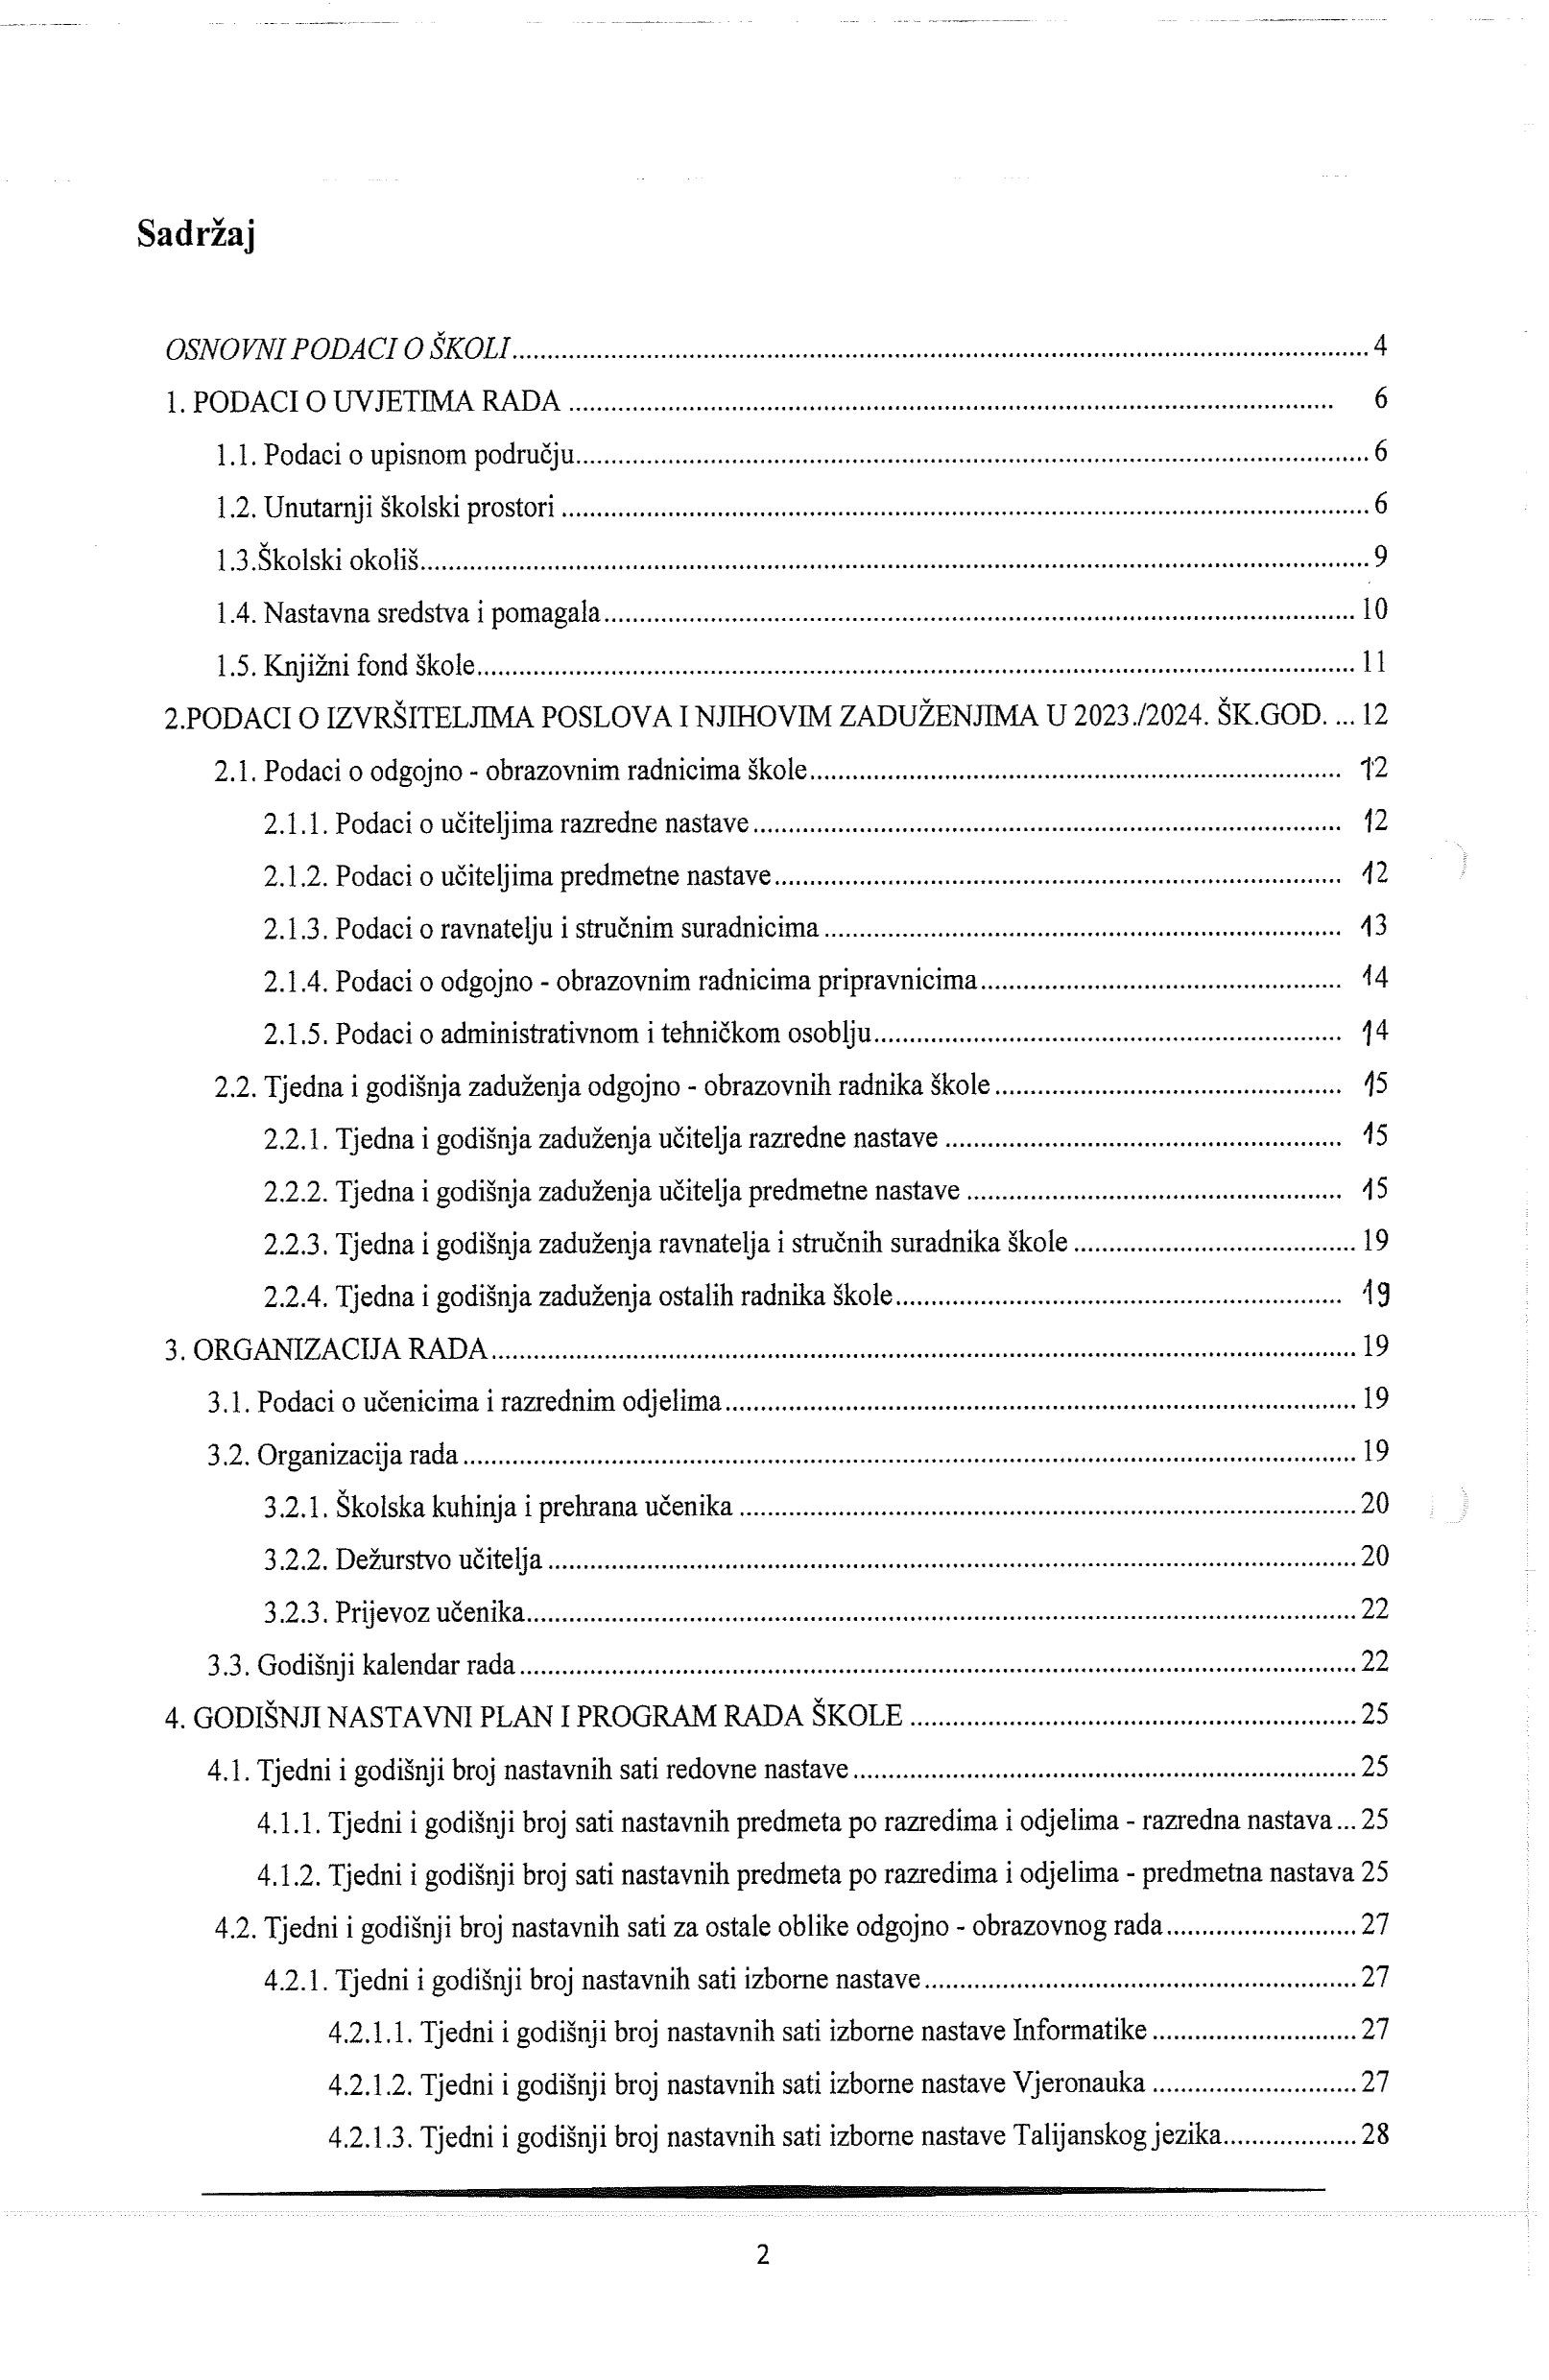 Sadržaj
OSNOVNI PODACI O ŠKOLI.......................................................4
1. PODACI O UVJETIMA RADA ....................................................... 6
1.1. Podaci o upisnom području.......................................................6
1.2. Unutarnji školski prostori .......................................................6
1.3.Školski okoliš.......................................................9
1.4. Nastavna sredstva i pomagala.......................................................10
1.5. Knjižni fond škole.......................................................11
2.PODACI O IZVRŠITELJIMA POSLOVA I NJIHOVIM ZADUŽENJIMA U 2023./2024. ŠK.GOD. ... 12
2.1. Podaci o odgojno - obrazovnim radnicima škole....................................................... 12
2.1.1. Podaci o učiteljima razredne nastave....................................................... 12
2.1.2. Podaci o učiteljima predmetne nastave....................................................... 12
2.1.3. Podaci o ravnatelju i stručnim suradnicima....................................................... 13
2.1.4. Podaci o odgojno - obrazovnim radnicima pripravnicima....................................................... 14
2.1.5. Podaci o administrativnom i tehničkom osoblju....................................................... 14
2.2. Tjedna i godišnja zaduženja odgojno - obrazovnih radnika škole....................................................... 15
2.2.1. Tjedna i godišnja zaduženja učitelja razredne nastave ....................................................... 15
2.2.2. Tjedna i godišnja zaduženja učitelja predmetne nastave ....................................................... 15
2.2.3. Tjedna i godišnja zaduženja ravnatelja i stručnih suradnika škole .......................................19
2.2.4. Tjedna i godišnja zaduženja ostalih radnika škole....................................................... 19
3. ORGANIZACIJA RADA.......................................................19
3.1. Podaci o učenicima i razrednim odjelima.......................................................19
3.2. Organizacija rada.......................................................19
3.2.1. Školska kuhinja i prehrana učenika .......................................................20
3.2.2. Dežurstvo učitelja.......................................................20
3.2.3. Prijevoz učenika.......................................................22
3.3. Godišnji kalendar rada.......................................................22
4. GODIŠNJI NASTAVNI PLAN I PROGRAM RADA ŠKOLE .......................................................25
4.1. Tjedni i godišnji broj nastavnih sati redovne nastave.......................................................25
4.1.1. Tjedni i godišnji broj sati nastavnih predmeta po razredima i odjelima - razredna nastava...25
4.1.2. Tjedni i godišnji broj sati nastavnih predmeta po razredima i odjelima - predmetna nastava 25
4.2. Tjedni i godišnji broj nastavnih sati za ostale oblike odgojno - obrazovnog rada...........................27
4.2.1. Tjedni i godišnji broj nastavnih sati izborne nastave.......................................................27
4.2.1.1. Tjedni i godišnji broj nastavnih sati izborne nastave Informatike.............................27
4.2.1.2. Tjedni i godišnji broj nastavnih sati izborne nastave Vjeronauka .............................27
4.2.1.3. Tjedni i godišnji broj nastavnih sati izborne nastave Talijanskog jezika...................28
2